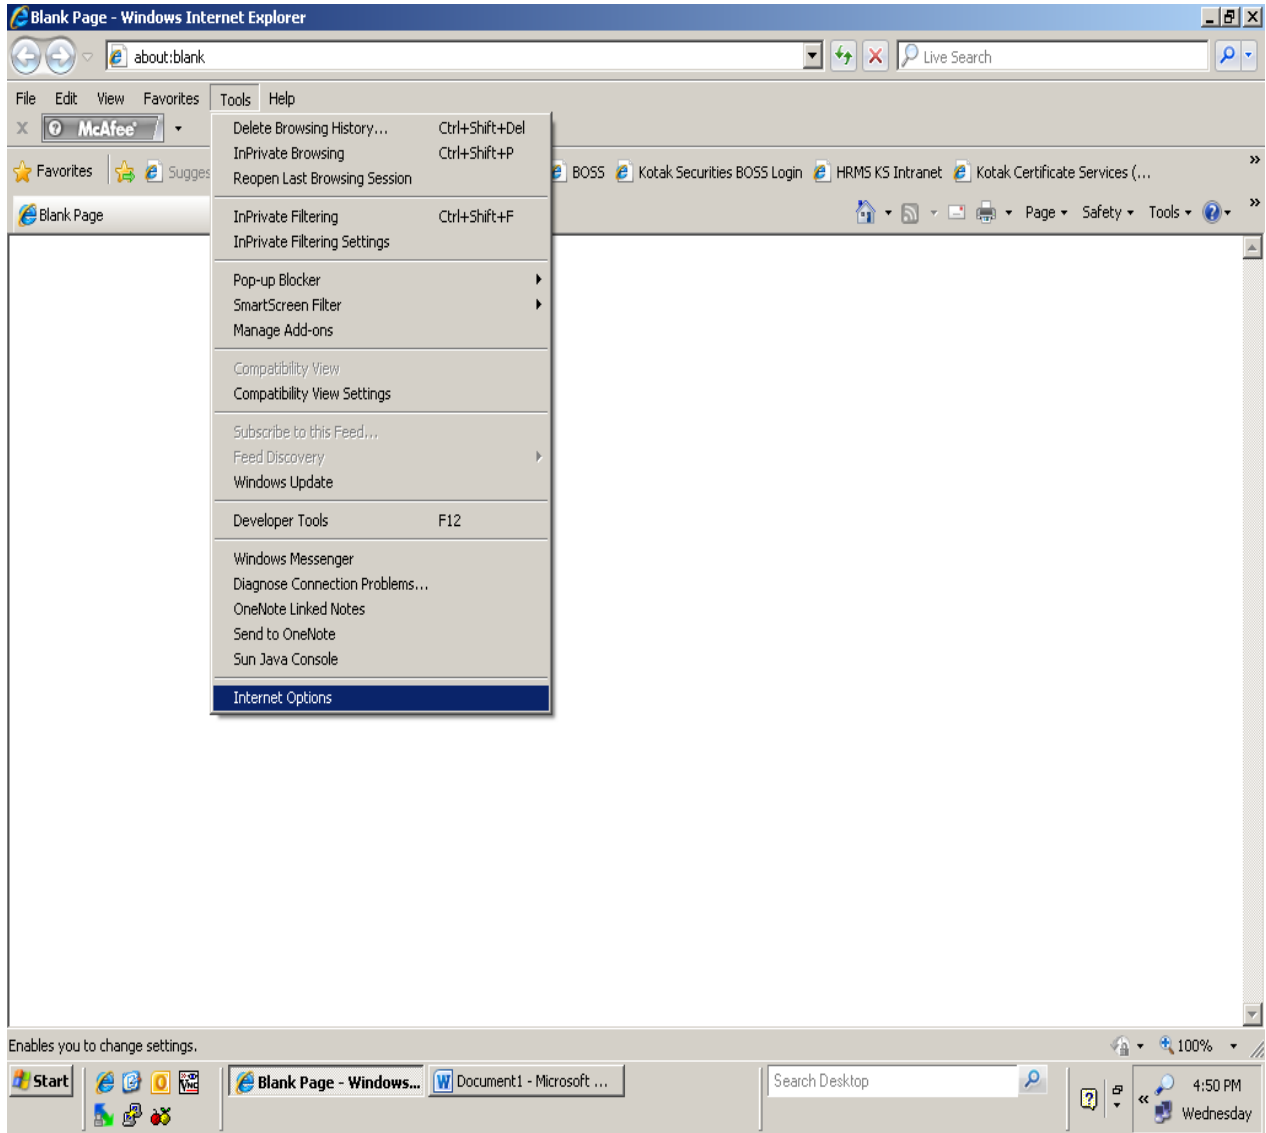 Blank Page - Windows Internet Explorer
about:blank
Live Search
File Edit View Favorites Tools Help
x McAfee
Favorites Sugges BOSS Kotak Securities BOSS Login HRMS KS Intranet Kotak Certificate Services (... »
Blank Page Page Safety Tools »
Delete Browsing History... Ctrl+Shift+Del
InPrivate Browsing Ctrl+Shift+P
Reopen Last Browsing Session
InPrivate Filtering Ctrl+Shift+F
InPrivate Filtering Settings
Pop-up Blocker
SmartScreen Filter
Manage Add-ons
Compatibility View
Compatibility View Settings
Subscribe to this Feed...
Feed Discovery
Windows Update
Developer Tools F12
Windows Messenger
Diagnose Connection Problems...
OneNote Linked Notes
Send to OneNote
Sun Java Console
Internet Options
Enables you to change settings. 100%
Start Blank Page - Windows... Document1 - Microsoft ... Search Desktop « 4:50 PM
Wednesday